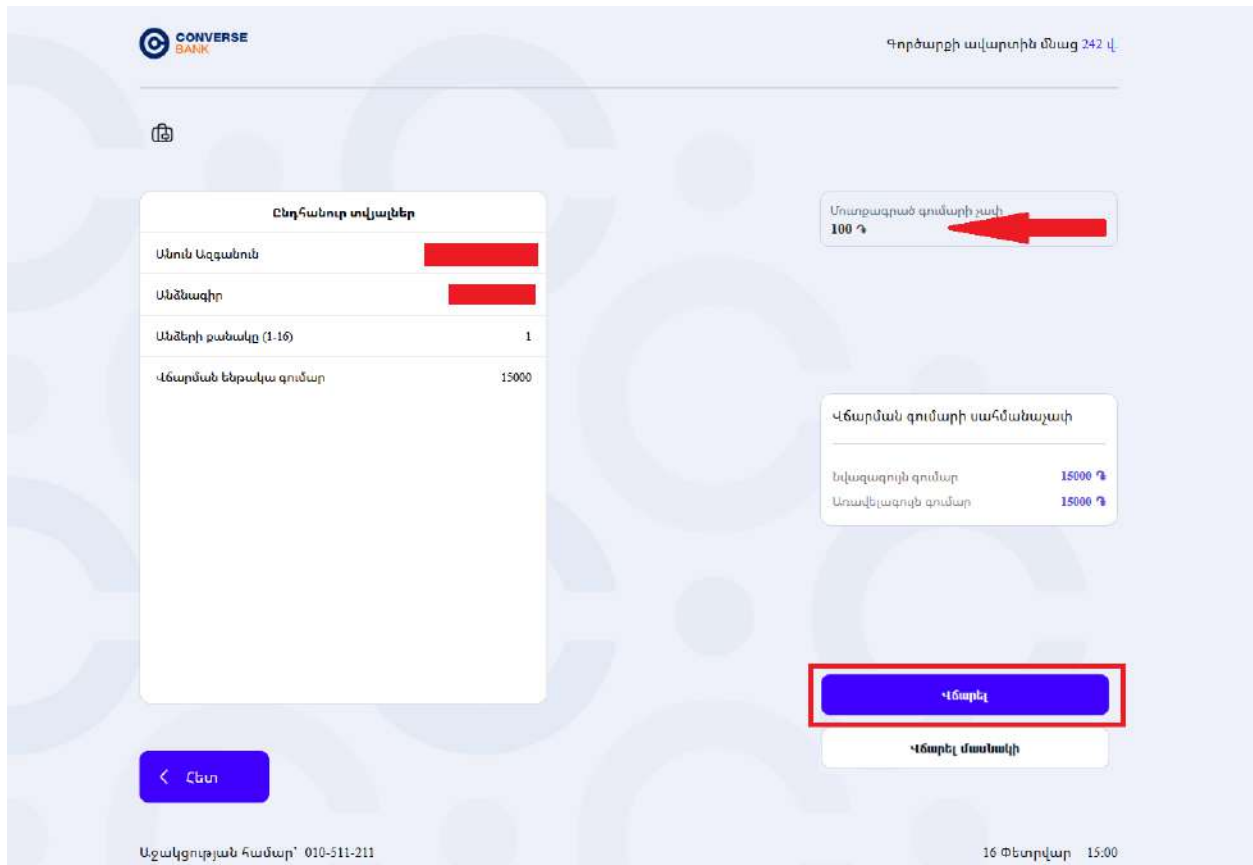 CONVERSE
BANK
Գործարքի ավարտին մնաց 242 վ.
Ընդհանուր տվյալներ
Անուն Ազգանուն
Անձնագիր
Անձերի քանակը (1-16) 1
Վճարման ենթակա գումար 15000
Մուտքագրած գումարի չափ
100 ֏
Վճարման գումարի սահմանաչափ
Նվազագույն գումար 15000 ֏
Առավելագույն գումար 15000 ֏
Վճարել
Վճարել մասնակի
Հետ
Աջակցության համար՝ 010-511-211
16 Փետրվար 15:00